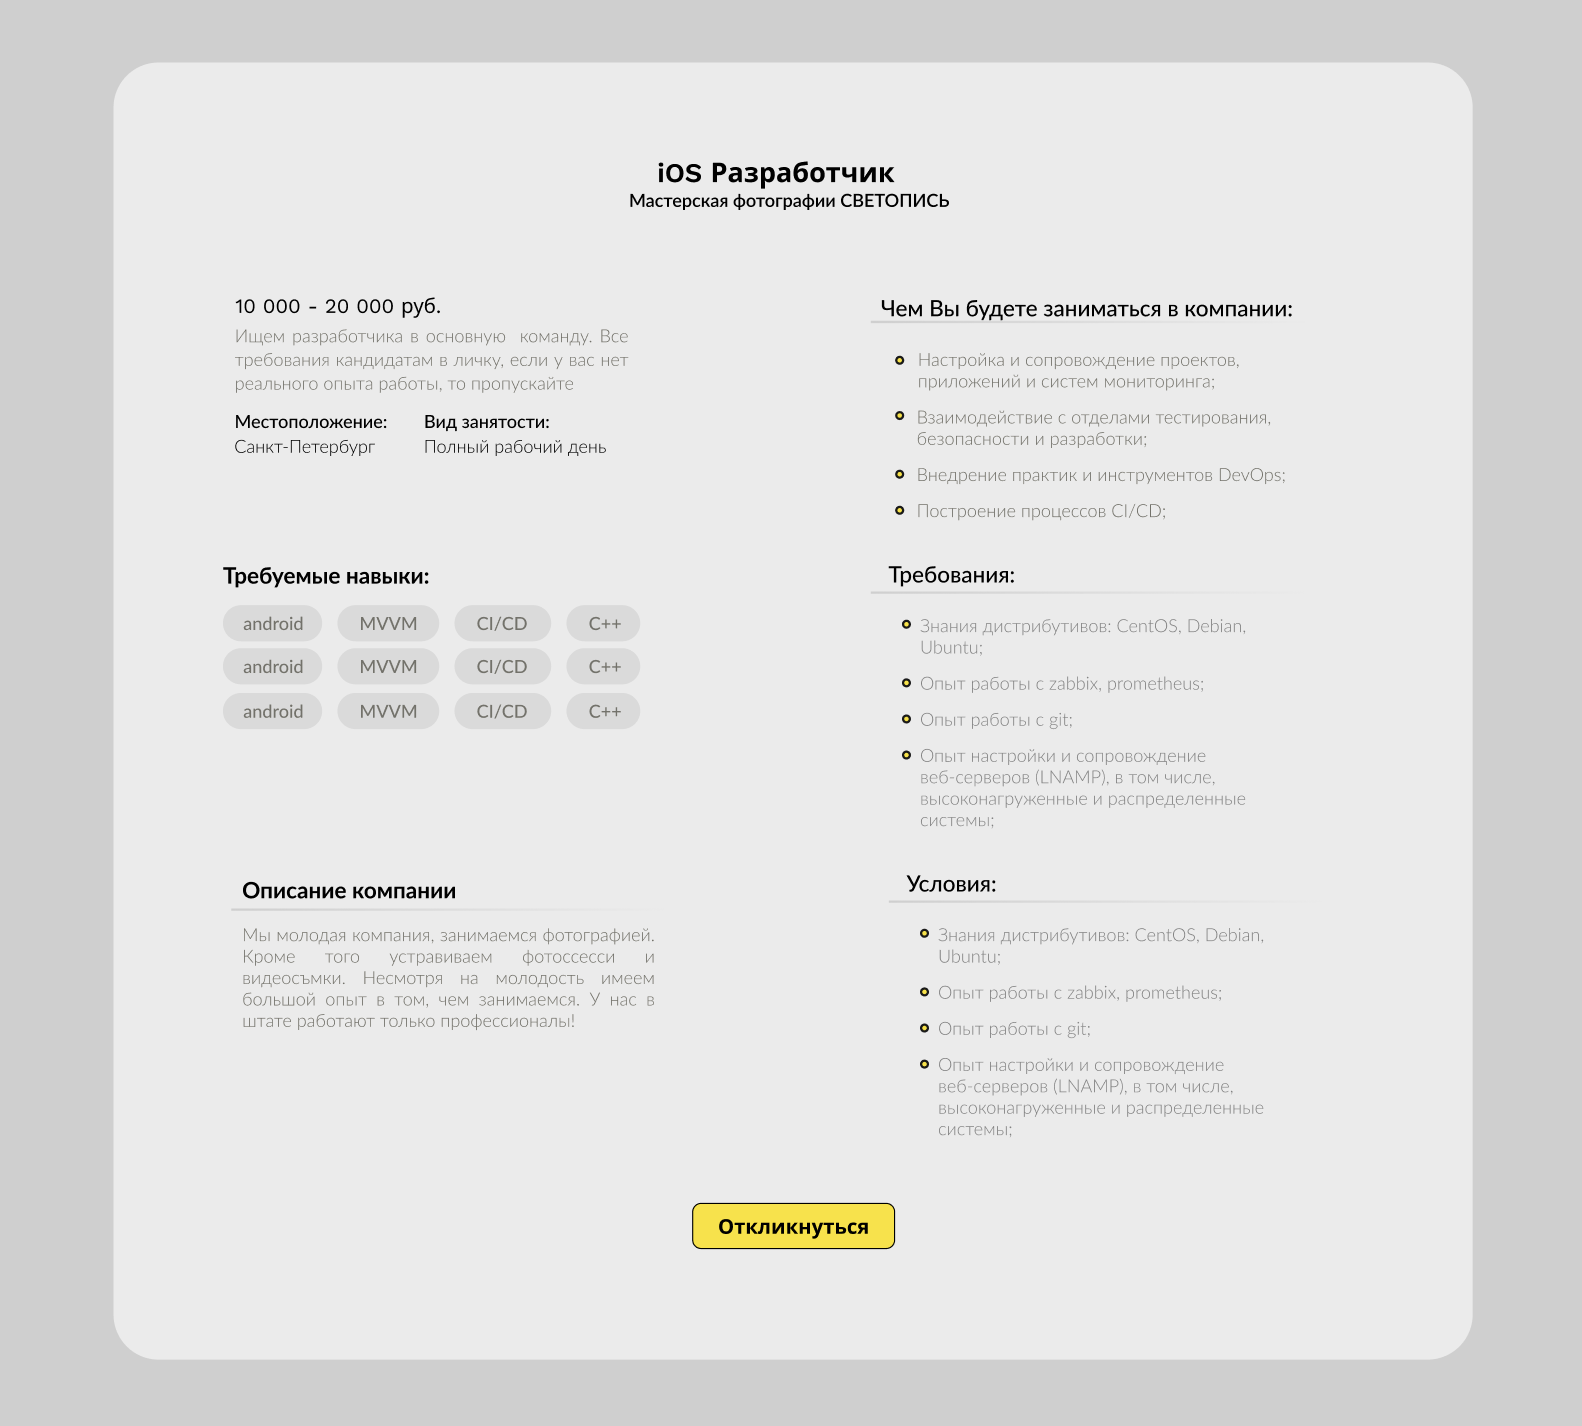 iOS Разработчик
Мастерская фотографии СВЕТОПИСЬ
10 000 - 20 000 руб.
Ищем разработчика в основную команду. Все
требования кандидатам в личку, если у вас нет
реального опыта работы, то пропускайте
Местоположение: Вид занятости:
Санкт-Петербург Полный рабочий день
Требуемые навыки:
android MVVM CI/CD C++
android MVVM CI/CD C++
android MVVM CI/CD C++
Описание компании
Мы молодая компания, занимаемся фотографией.
Кроме того устравиваем фотоссесси и
видеосъмки. Несмотря на молодость имеем
большой опыт в том, чем занимаемся. У нас в
штате работают только профессионалы!
Чем Вы будете заниматься в компании:
Настройка и сопровождение проектов,
приложений и систем мониторинга;
Взаимодействие с отделами тестирования,
безопасности и разработки;
Внедрение практик и инструментов DevOps;
Построение процессов CI/CD;
Требования:
Знания дистрибутивов: CentOS, Debian,
Ubuntu;
Опыт работы с zabbix, prometheus;
Опыт работы с git;
Опыт настройки и сопровождение
веб-серверов (LNAMP), в том числе,
высоконагруженные и распределенные
системы;
Условия:
Знания дистрибутивов: CentOS, Debian,
Ubuntu;
Опыт работы с zabbix, prometheus;
Опыт работы с git;
Опыт настройки и сопровождение
веб-серверов (LNAMP), в том числе,
высоконагруженные и распределенные
системы;
Откликнуться